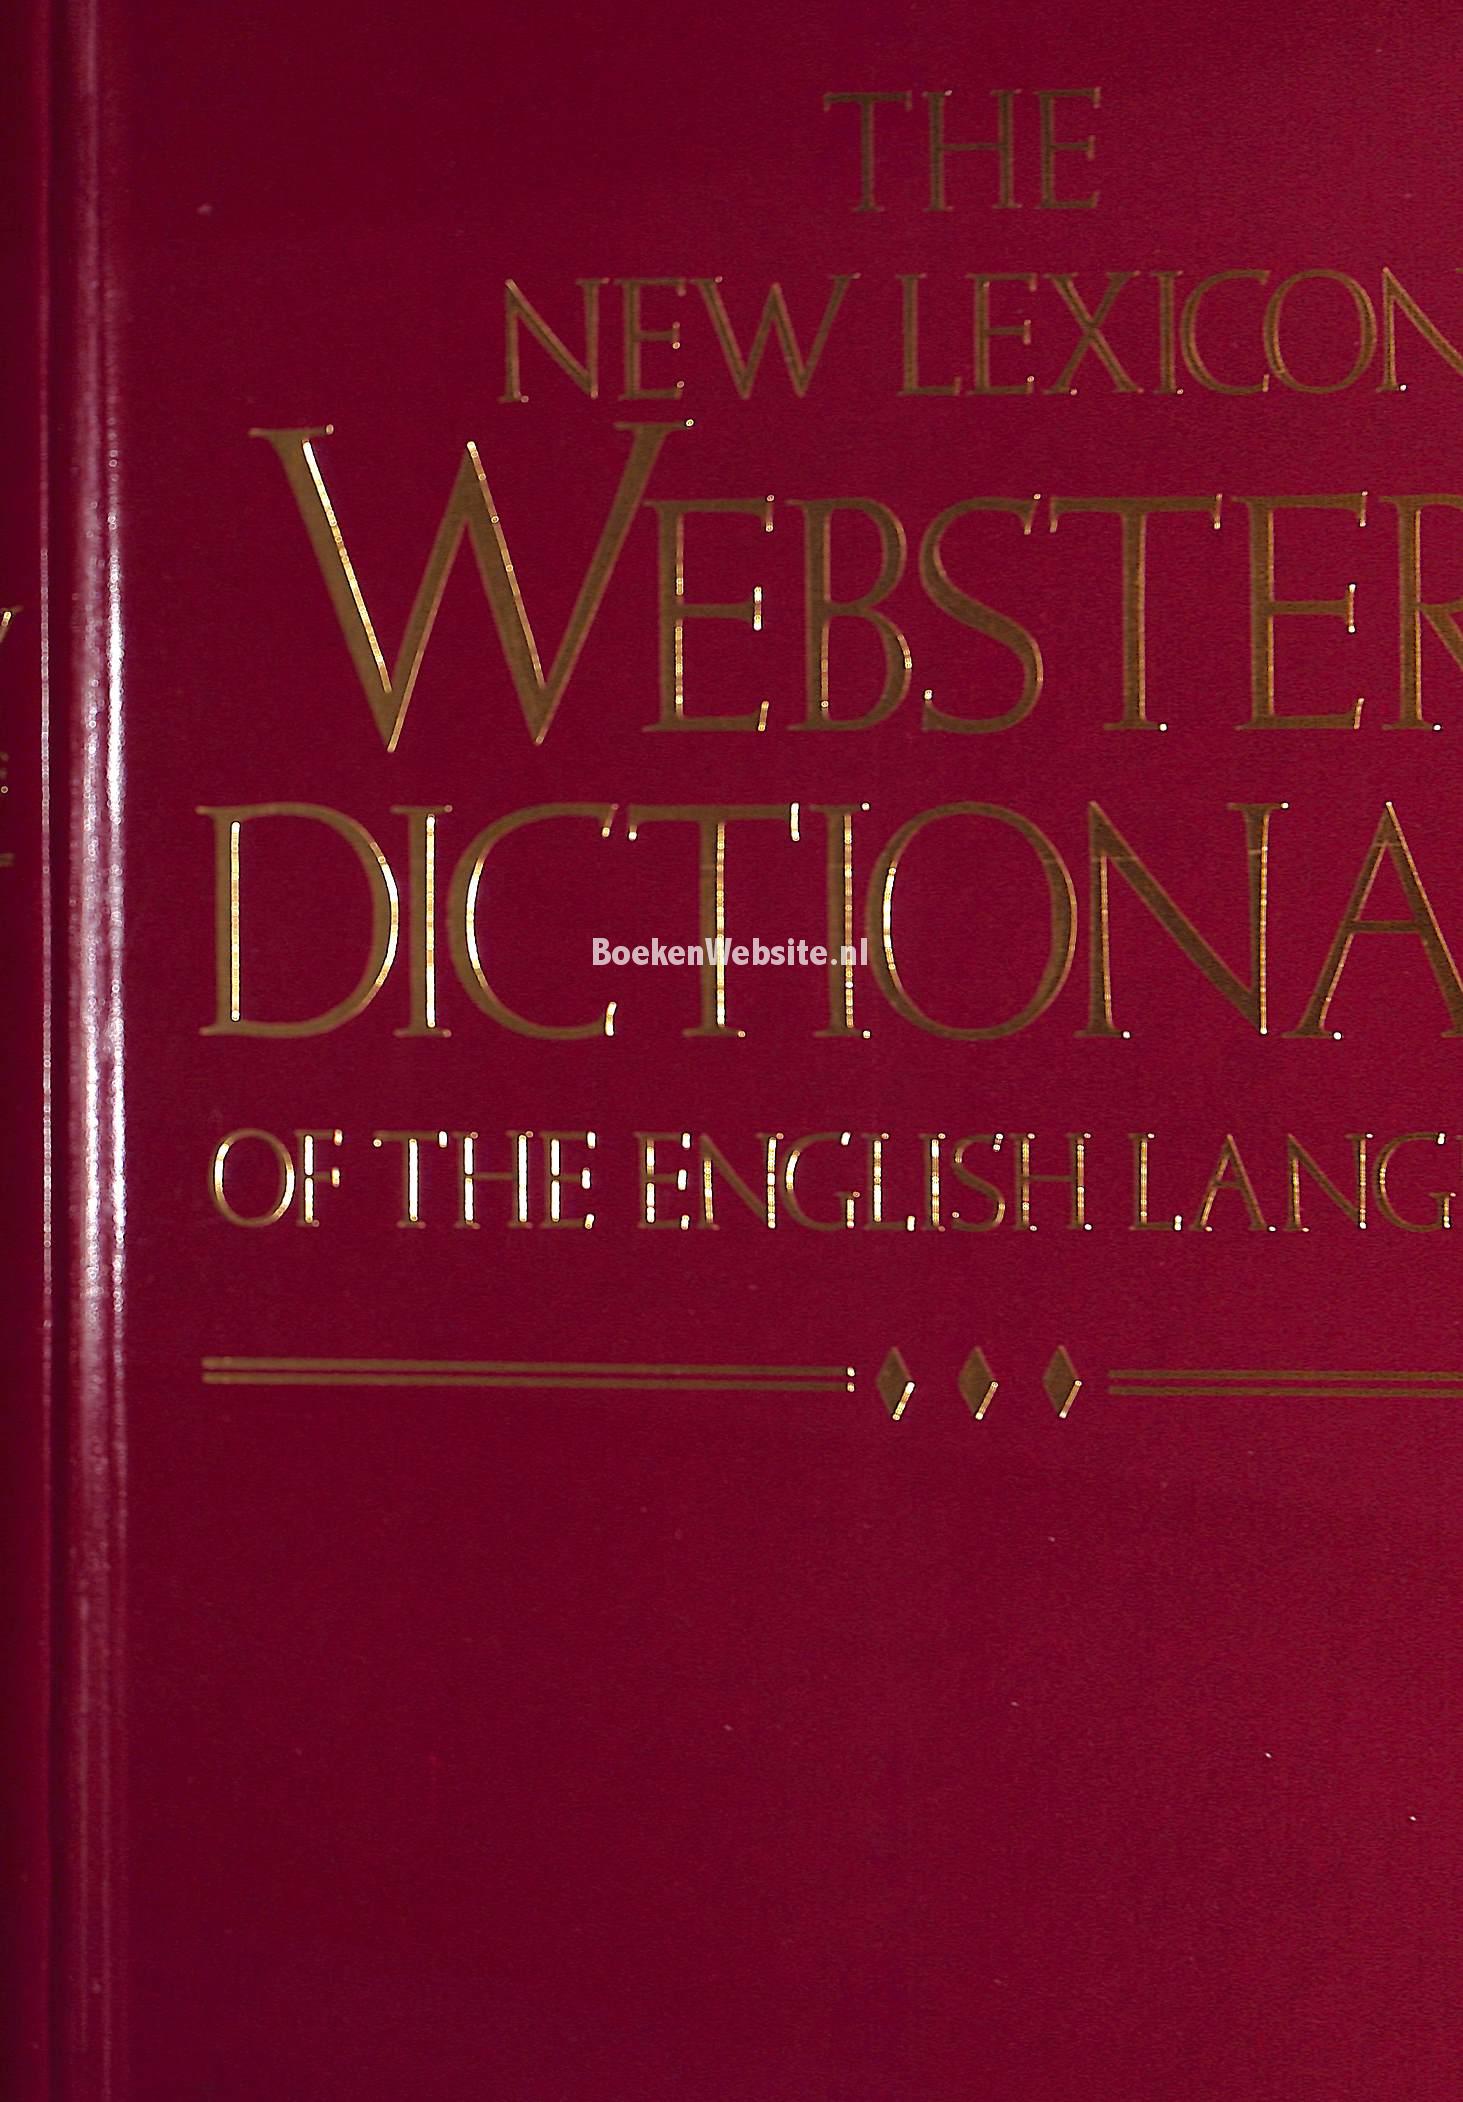 THE
NEW LEXICON
WEBSTER
DICTIONA
BoekenWebsite.nl
OF THE ENGLISH LANG